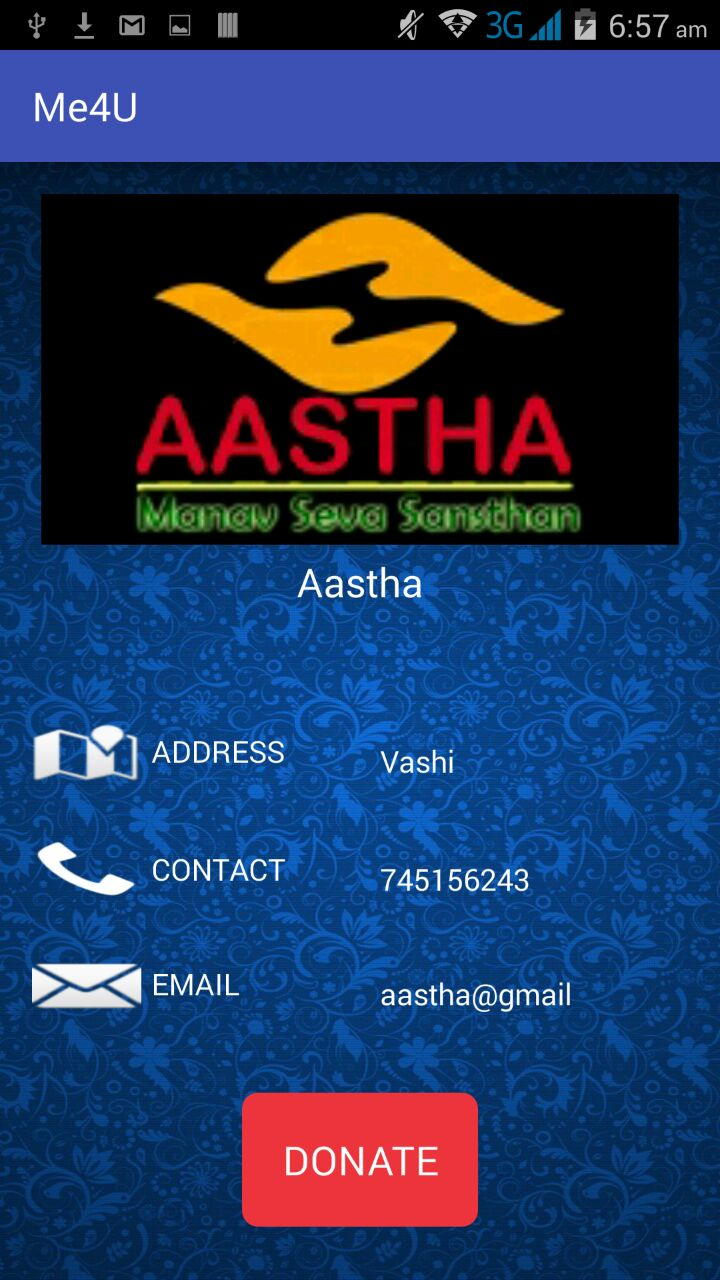 3G 6:57 am
Me4U
AASTHA
Manav Seva Sansthan
Aastha
ADDRESS Vashi
CONTACT 745156243
EMAIL aastha@gmail
DONATE